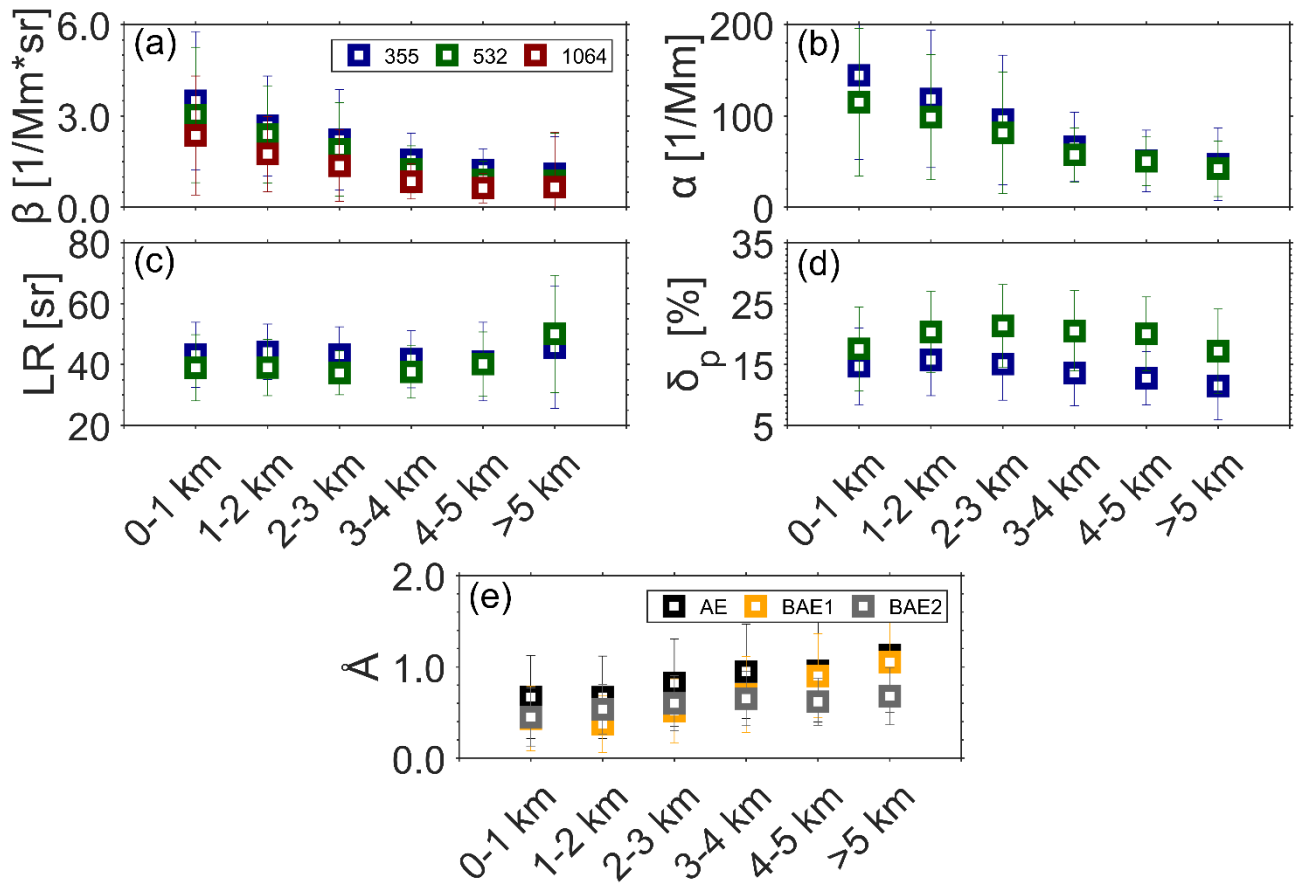 (a)
355 532 1064
β [1/Mm*sr]
6.0
3.0
0.0
(b)
α [1/Mm]
200
100
0
(c)
LR [sr]
80
60
40
20
0-1 km 1-2 km 2-3 km 3-4 km 4-5 km >5 km
(d)
δp [%]
35
25
15
5
0-1 km 1-2 km 2-3 km 3-4 km 4-5 km >5 km
(e)
AE BAE1 BAE2
Å
2.0
1.0
0.0
0-1 km 1-2 km 2-3 km 3-4 km 4-5 km >5 km